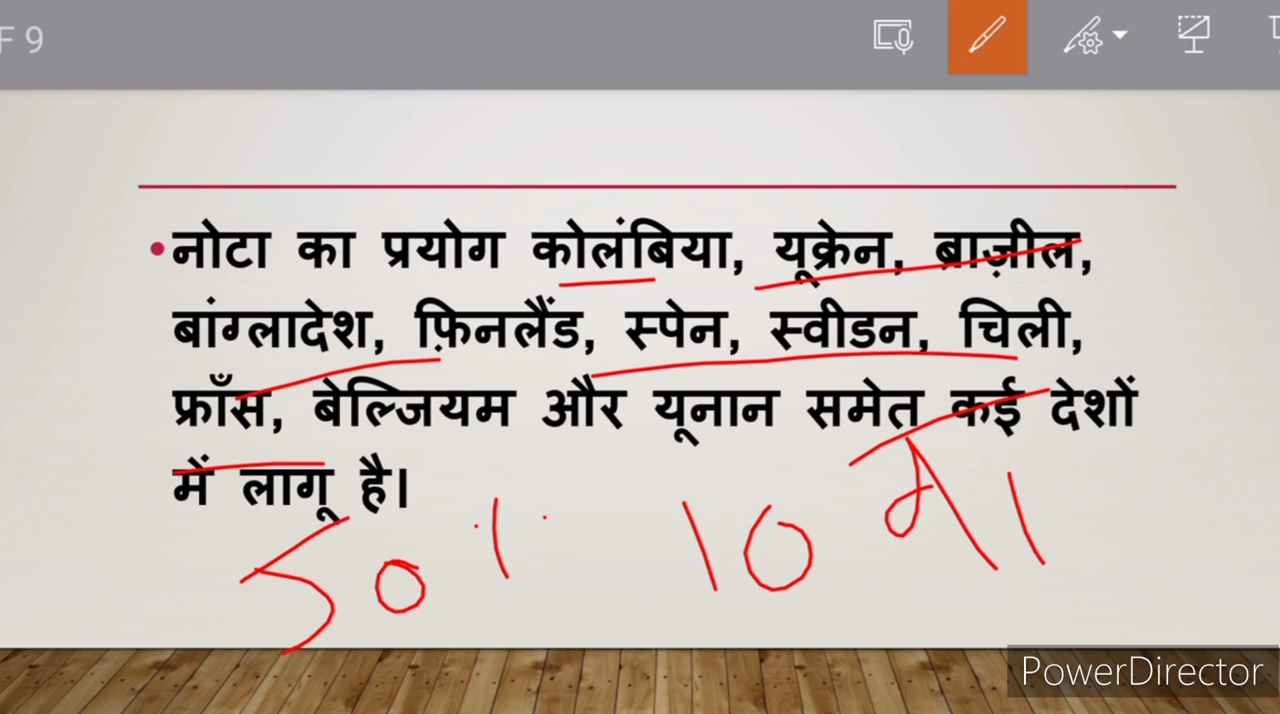 F 9
नोटा का प्रयोग कोलंबिया, यूक्रेन, ब्राज़ील,
बांग्लादेश, फ़िनलैंड, स्पेन, स्वीडन, चिली,
फ्राँस, बेल्जियम और यूनान समेत कई देशों
में लागू है।
50% 10
PowerDirector